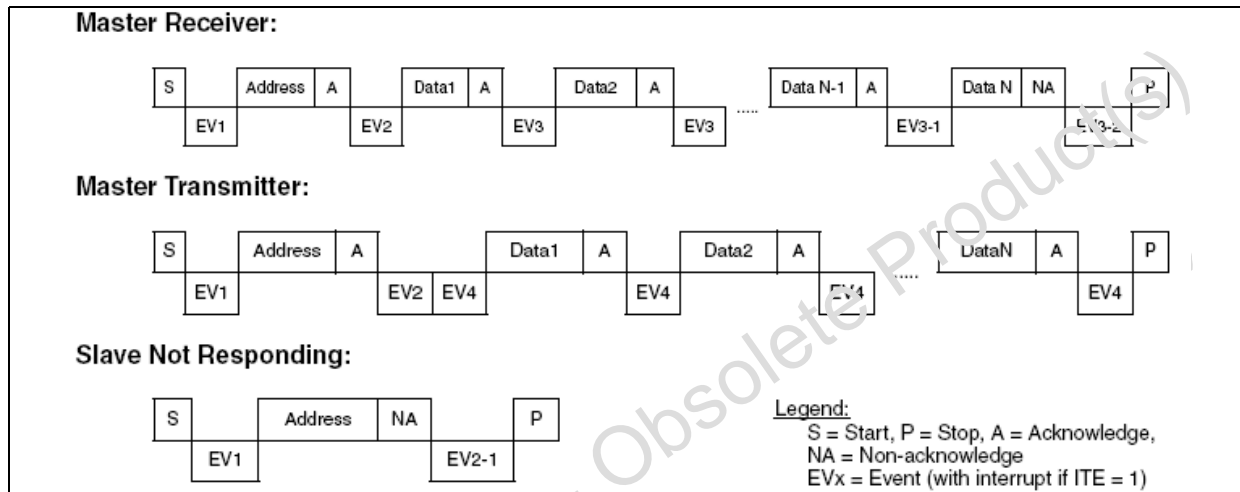 Master Receiver:
S Address A Data1 A Data2 A Data N-1 A Data N NA P
EV1 EV2 EV3 EV3 ..... EV3-1 EV3-2
Master Transmitter:
S Address A Data1 A Data2 A DataN A P
EV1 EV2 EV4 EV4 EV4 ..... EV4
Slave Not Responding:
S Address NA P
EV1 EV2-1
Legend:
S = Start, P = Stop, A = Acknowledge,
NA = Non-acknowledge
EVx = Event (with interrupt if ITE = 1)
Obsolete Product(s)